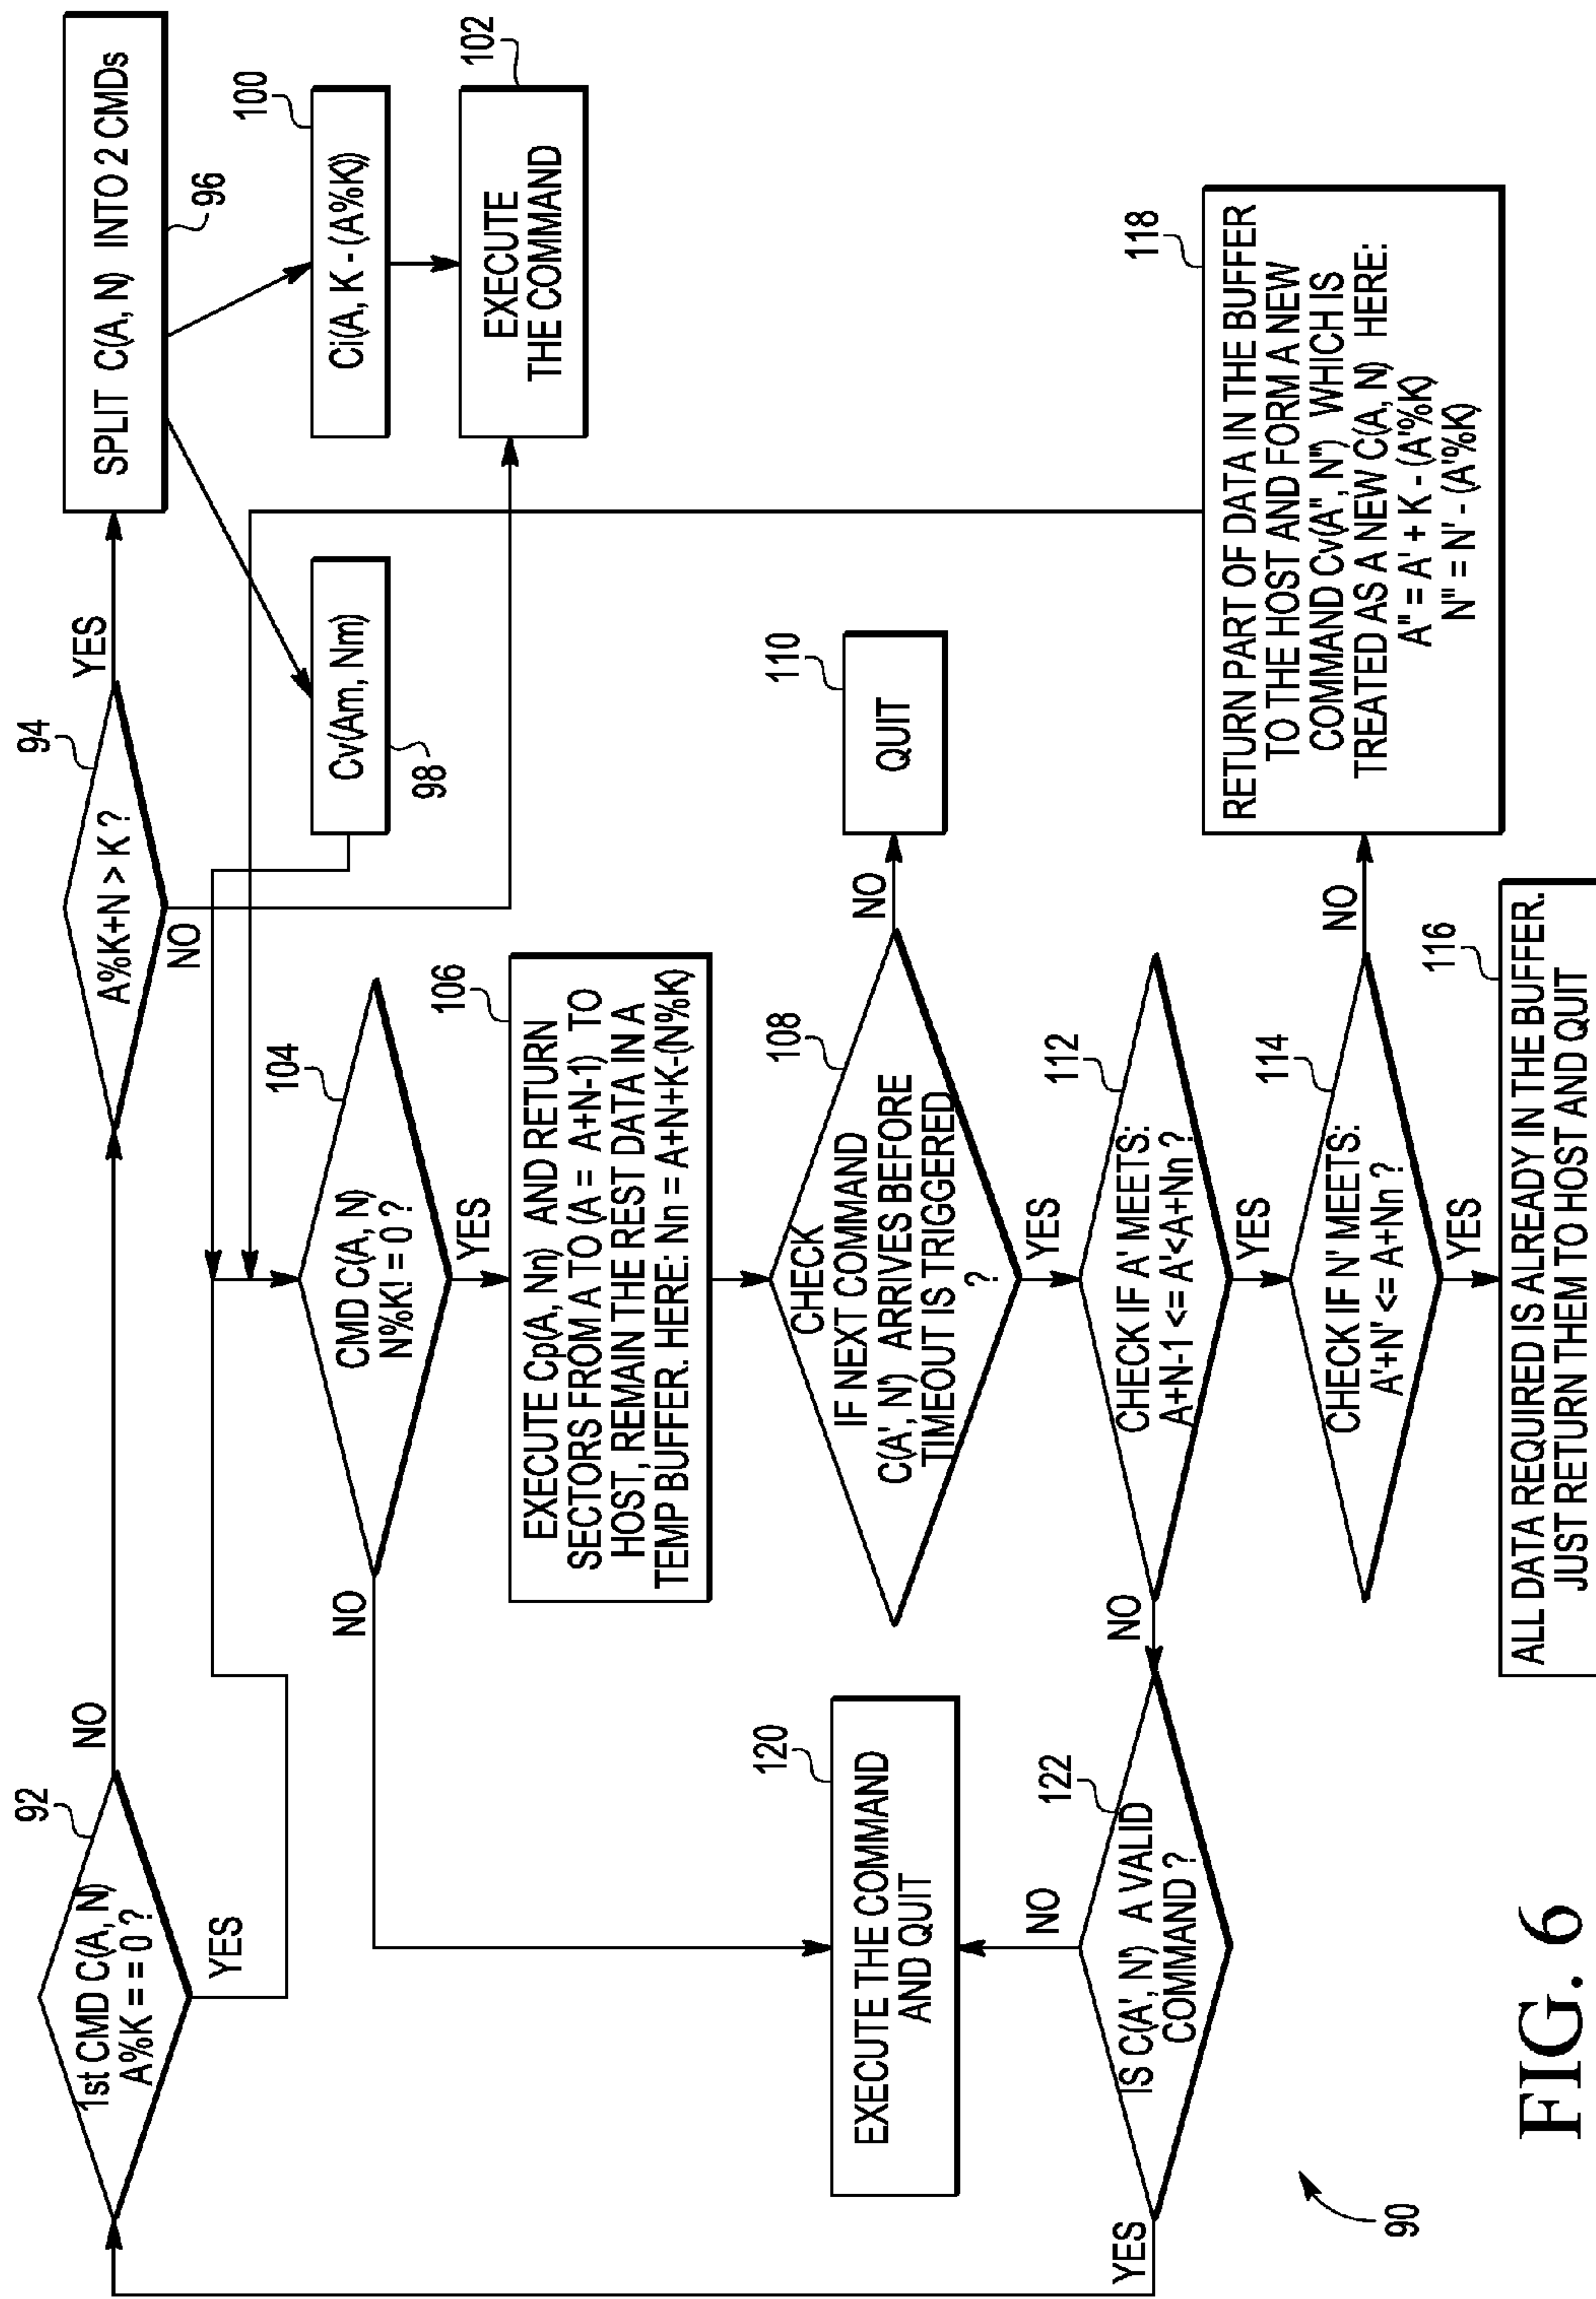 92
1st CMD C(A, N)
A%K = = 0 ?
NO
YES
94
A%K+N > K ?
YES
NO
SPLIT C(A, N) INTO 2 CMDs
96
Cv(Am, Nm)
98
100
Ci(A, K - (A%K)
102
EXECUTE
THE COMMAND
104
CMD C(A, N)
N%K! = 0 ?
NO
YES
106
EXECUTE Cp(A, Nn) AND RETURN
SECTORS FROM A TO (A = A+N-1) TO
HOST, REMAIN THE REST DATA IN A
TEMP BUFFER. HERE: Nn = A+N+K-(N%K)
108
CHECK
IF NEXT COMMAND
C(A', N') ARRIVES BEFORE
TIMEOUT IS TRIGGERED
?
NO
YES
110
QUIT
112
CHECK IF A' MEETS:
A+N-1 <= A'<A+Nn ?
NO
YES
114
CHECK IF N' MEETS:
A'+N' <= A+Nn ?
NO
YES
116
ALL DATA REQUIRED IS ALREADY IN THE BUFFER.
JUST RETURN THEM TO HOST AND QUIT
118
RETURN PART OF DATA IN THE BUFFER
TO THE HOST AND FORM A NEW
COMMAND Cv(A", N") WHICH IS
TREATED AS A NEW C(A, N) HERE:
A" = A' + K - (A'%K)
N" = N' - (A'%K)
120
EXECUTE THE COMMAND
AND QUIT
122
IS C(A', N') A VALID
COMMAND ?
NO
YES
90
FIG. 6